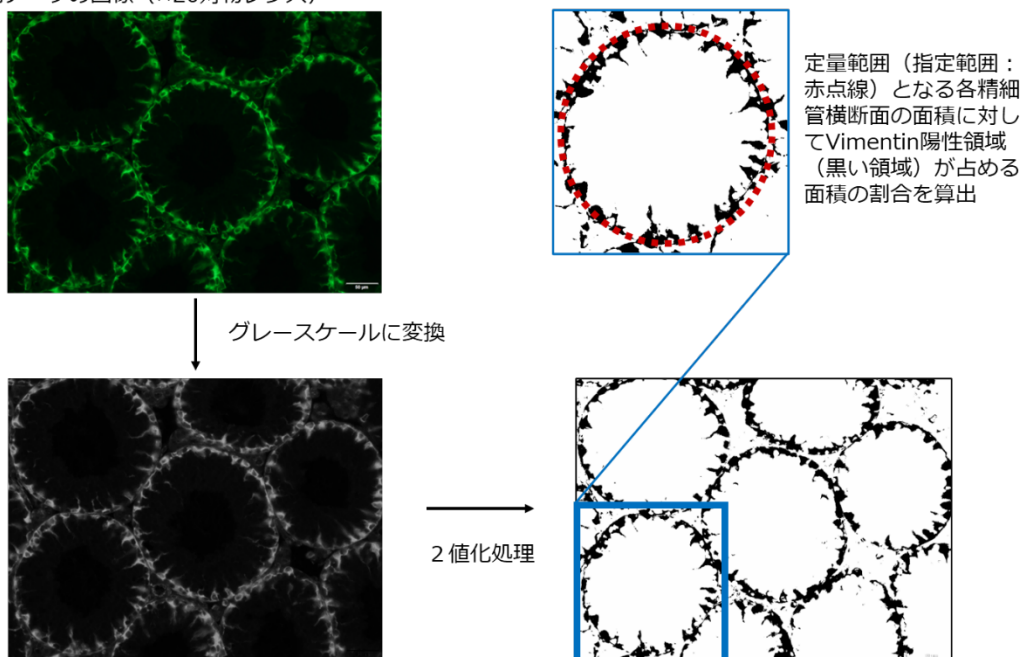 定量範囲（指定範囲：
赤点線）となる各精細
管横断面の面積に対し
てVimentin陽性領域
（黒い領域）が占める
面積の割合を算出
50 μm
グレースケールに変換
２値化処理